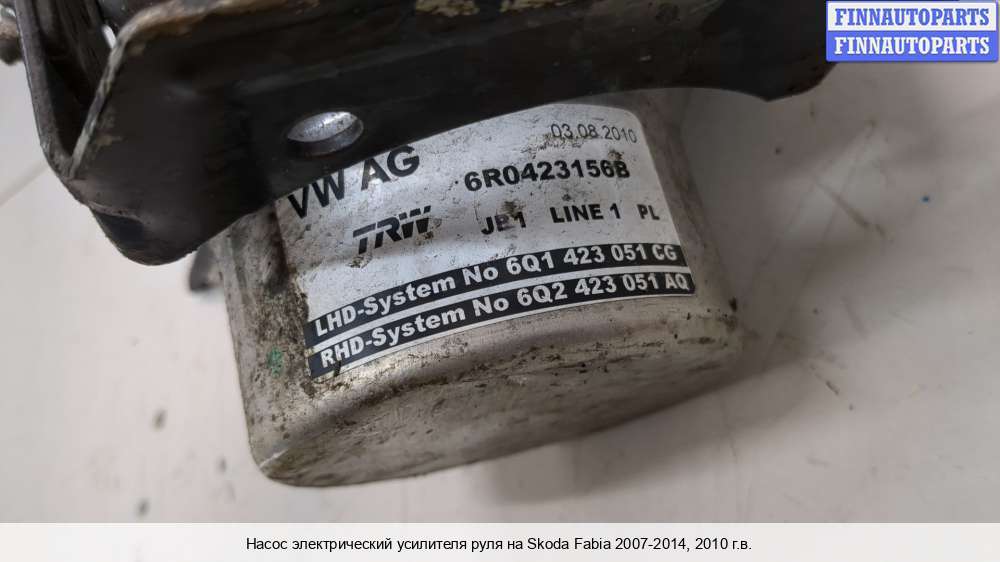 FINNAUTOPARTS
FINNAUTOPARTS
03.08.2010
VW AG
6R0423156B
TRW
JE1 LINE 1 PL
LHD-System No 6Q1 423 051 CG
RHD-System No 6Q2 423 051 AQ
Насос электрический усилителя руля на Skoda Fabia 2007-2014, 2010 г.в.